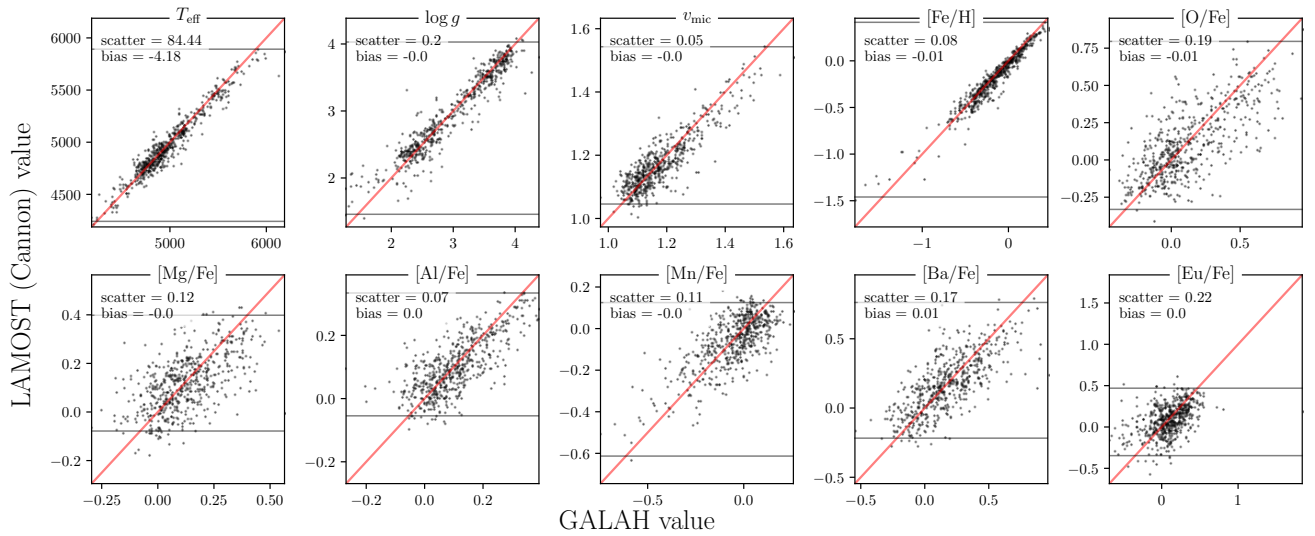 T_eff
log g
v_mic
[Fe/H]
[O/Fe]
scatter = 84.44
bias = -4.18
scatter = 0.2
bias = -0.0
scatter = 0.05
bias = -0.0
scatter = 0.08
bias = -0.01
scatter = 0.19
bias = -0.01
6000
5500
5000
4500
5000
6000
4
3
2
2
3
4
1.6
1.4
1.2
1.0
1.0
1.2
1.4
1.6
0.0
−0.5
−1.0
−1.5
−1
0
0.75
0.50
0.25
0.00
−0.25
0.0
0.5
[Mg/Fe]
[Al/Fe]
[Mn/Fe]
[Ba/Fe]
[Eu/Fe]
scatter = 0.12
bias = -0.0
scatter = 0.07
bias = 0.0
scatter = 0.11
bias = -0.0
scatter = 0.17
bias = 0.01
scatter = 0.22
bias = 0.0
0.4
0.2
0.0
−0.2
−0.25
0.00
0.25
0.50
0.2
0.0
−0.2
−0.2
0.0
0.2
0.2
0.0
−0.2
−0.4
−0.6
−0.5
0.0
0.5
0.0
−0.5
−0.5
0.0
0.5
1.5
1.0
0.5
0.0
−0.5
0
1
LAMOST (Cannon) value
GALAH value